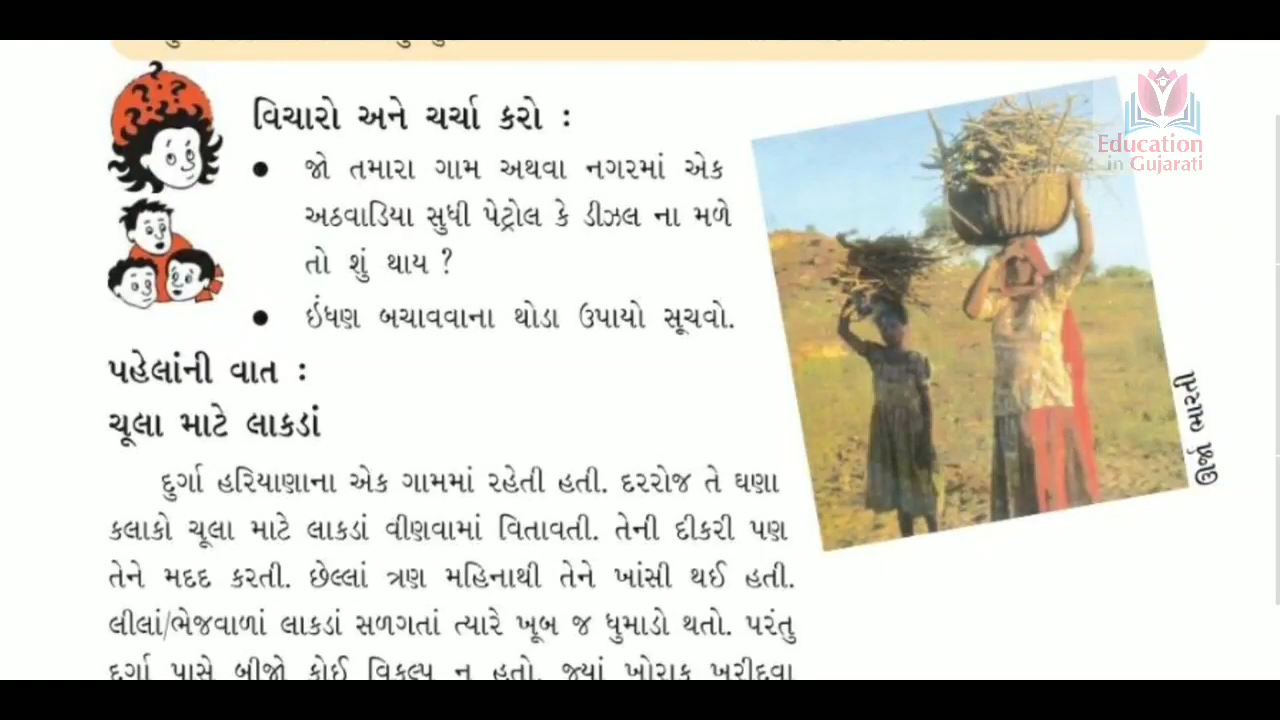 વિચારો અને ચર્ચા કરો :
● જો તમારા ગામ અથવા નગરમાં એક
અઠવાડિયા સુધી પેટ્રોલ કે ડીઝલ ના મળે
તો શું થાય ?
● ઇંધણ બચાવવાના થોડા ઉપાયો સૂચવો.
Education
in Gujarati
ઊર્જા ભારતી
પહેલાંની વાત :
ચૂલા માટે લાકડાં
દુર્ગા હરિયાણાના એક ગામમાં રહેતી હતી. દરરોજ તે ઘણા
કલાકો ચૂલા માટે લાકડાં વીણવામાં વિતાવતી. તેની દીકરી પણ
તેને મદદ કરતી. છેલ્લાં ત્રણ મહિનાથી તેને ખાંસી થઈ હતી.
લીલાં/ભેજવાળાં લાકડાં સળગતાં ત્યારે ખૂબ જ ધુમાડો થતો. પરંતુ
દુર્ગા પાસે બીજો કોઈ વિકલ્પ ન હતો. જ્યાં ખોરાક ખરીદવા